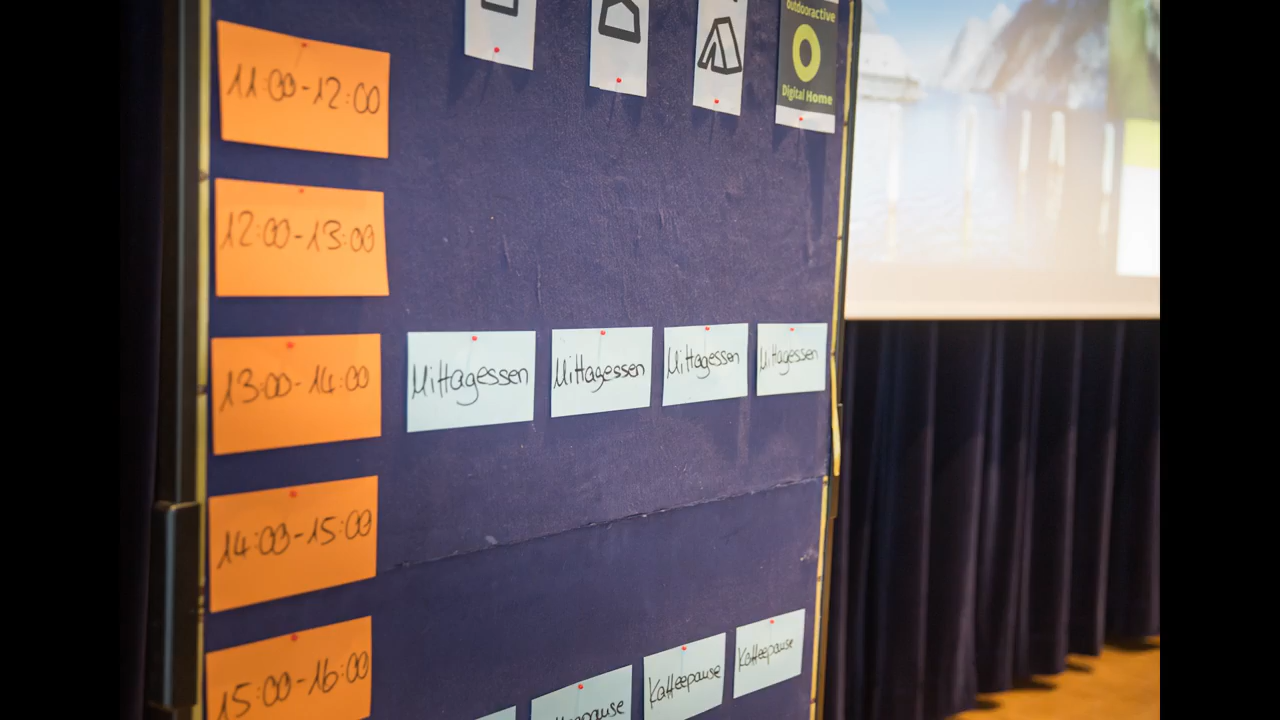 outdooractive
Digital Home
11:00-12:00
12:00-13:00
13:00-14:00
Mittagessen
Mittagessen
Mittagessen
Mittagessen
14:00-15:00
15:00-16:00
Kaffeepause
Kaffeepause